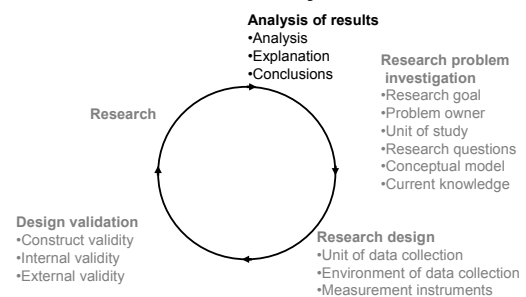 Analysis of results
•Analysis
•Explanation
•Conclusions
Research problem
investigation
•Research goal
•Problem owner
•Unit of study
•Research questions
•Conceptual model
•Current knowledge
Research design
•Unit of data collection
•Environment of data collection
•Measurement instruments
Design validation
•Construct validity
•Internal validity
•External validity
Research